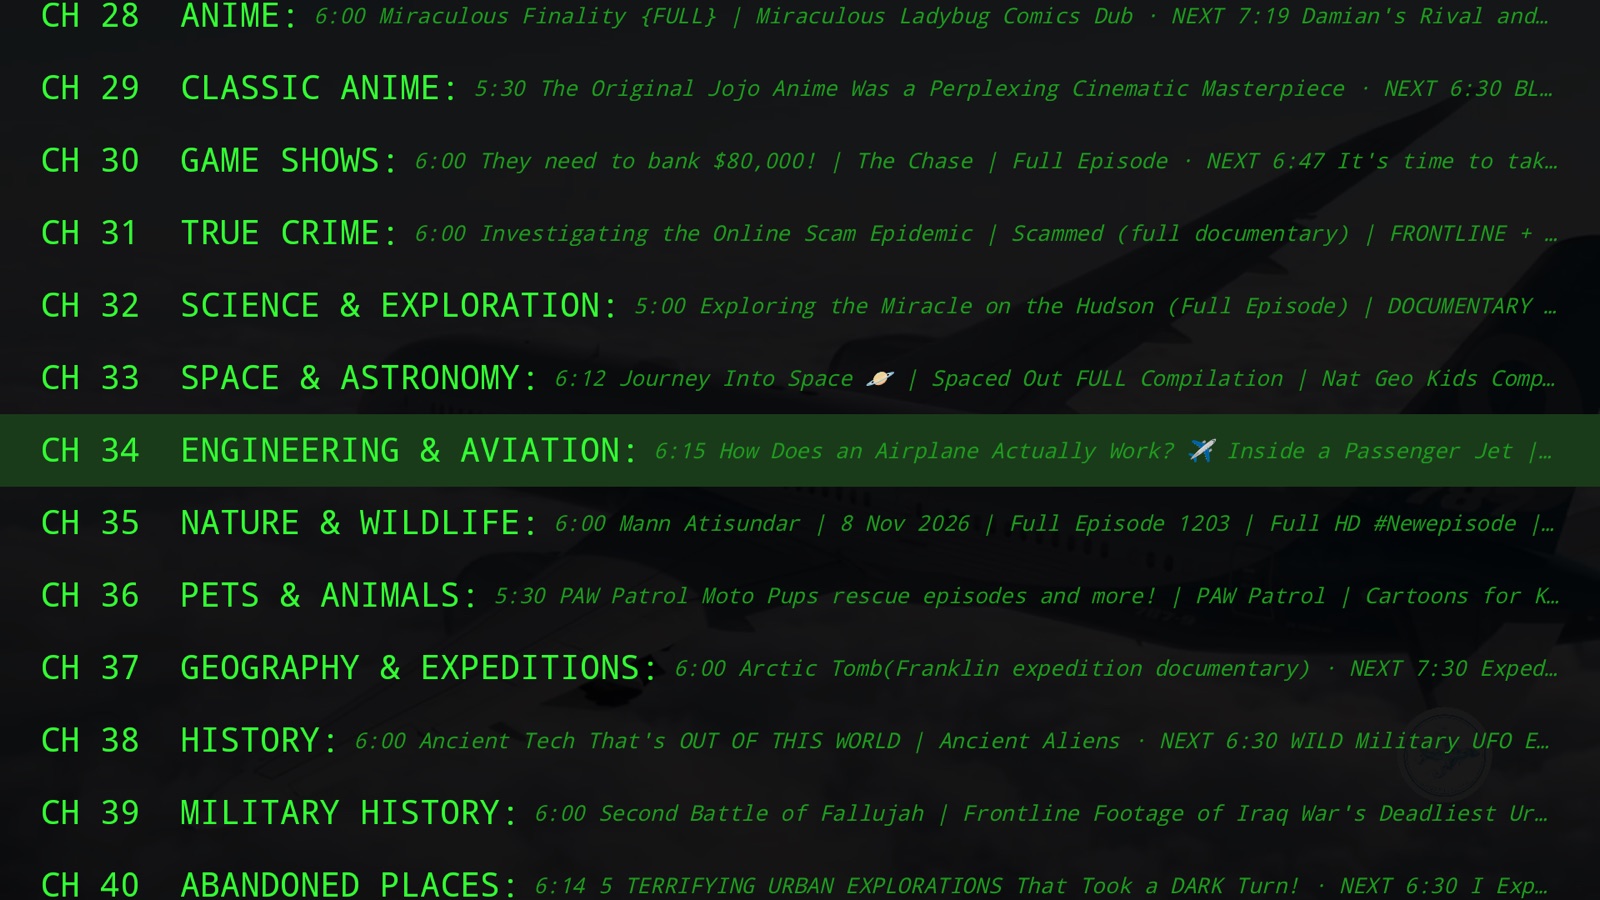 CH 28 ANIME: 6:00 Miraculous Finality {FULL} | Miraculous Ladybug Comics Dub · NEXT 7:19 Damian's Rival and…
CH 29 CLASSIC ANIME: 5:30 The Original Jojo Anime Was a Perplexing Cinematic Masterpiece · NEXT 6:30 BL…
CH 30 GAME SHOWS: 6:00 They need to bank $80,000! | The Chase | Full Episode · NEXT 6:47 It's time to tak…
CH 31 TRUE CRIME: 6:00 Investigating the Online Scam Epidemic | Scammed (full documentary) | FRONTLINE + …
CH 32 SCIENCE & EXPLORATION: 5:00 Exploring the Miracle on the Hudson (Full Episode) | DOCUMENTARY …
CH 33 SPACE & ASTRONOMY: 6:12 Journey Into Space 🪐 | Spaced Out FULL Compilation | Nat Geo Kids Comp…
CH 34 ENGINEERING & AVIATION: 6:15 How Does an Airplane Actually Work? ✈️ Inside a Passenger Jet |…
CH 35 NATURE & WILDLIFE: 6:00 Mann Atisundar | 8 Nov 2026 | Full Episode 1203 | Full HD #Newepisode |…
CH 36 PETS & ANIMALS: 5:30 PAW Patrol Moto Pups rescue episodes and more! | PAW Patrol | Cartoons for K…
CH 37 GEOGRAPHY & EXPEDITIONS: 6:00 Arctic Tomb(Franklin expedition documentary) · NEXT 7:30 Exped…
CH 38 HISTORY: 6:00 Ancient Tech That's OUT OF THIS WORLD | Ancient Aliens · NEXT 6:30 WILD Military UFO E…
CH 39 MILITARY HISTORY: 6:00 Second Battle of Fallujah | Frontline Footage of Iraq War's Deadliest Ur…
CH 40 ABANDONED PLACES: 6:14 5 TERRIFYING URBAN EXPLORATIONS That Took a DARK Turn! · NEXT 6:30 I Exp…